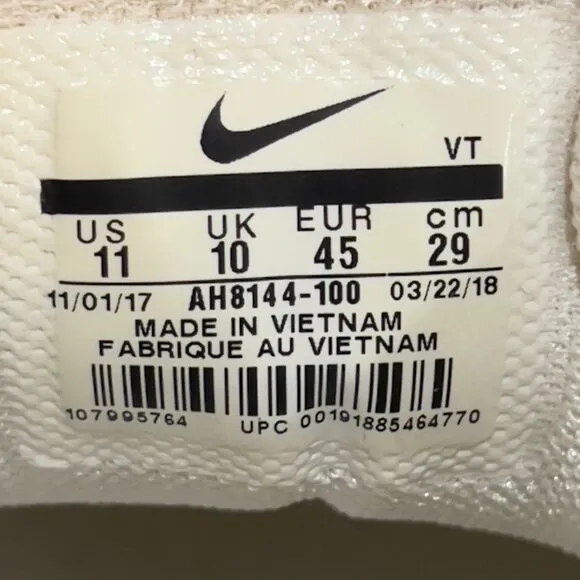 VT
US UK EUR cm
11 10 45 29
11/01/17 AH8144-100 03/22/18
MADE IN VIETNAM
FABRIQUE AU VIETNAM
107995764 UPC 00191885464770